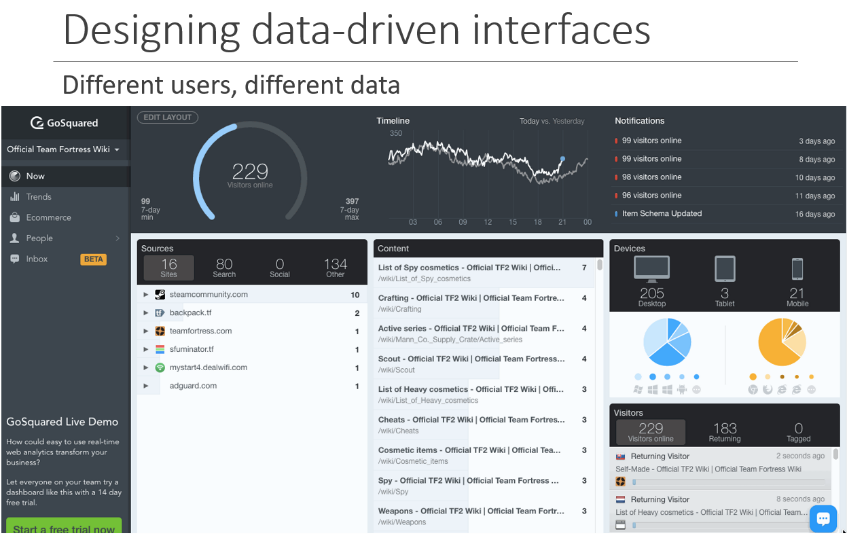 Designing data-driven interfaces
Different users, different data
GoSquared
Official Team Fortress Wiki
Now
Trends
Ecommerce
People
Inbox BETA
GoSquared Live Demo
How could easy to use real-time
web analytics transform your
business?
Let everyone on your team try a
dashboard like this with a 14 day
free trial.
Start a free trial now
EDIT LAYOUT
229
Visitors online
99
7-day
min
397
7-day
max
Timeline
Today vs. Yesterday
350
03 06 09 12 15 18 21 00
Notifications
99 visitors online 3 days ago
99 visitors online 8 days ago
98 visitors online 10 days ago
96 visitors online 11 days ago
Item Schema Updated 16 days ago
Sources
16 80 0 134
Sites Search Social Other
steamcommunity.com 10
backpack.tf 2
teamfortress.com 1
sfuminator.tf 1
mystart4.dealwifi.com 1
adguard.com 1
Content
List of Spy cosmetics - Official TF2 Wiki | Offici... 7
/wiki/List_of_Spy_cosmetics
Crafting - Official TF2 Wiki | Official Team Fortre... 4
/wiki/Crafting
Active series - Official TF2 Wiki | Official Team F... 4
/wiki/Mann_Co._Supply_Crate/Active_series
Scout - Official TF2 Wiki | Official Team Fortress... 4
/wiki/Scout
List of Heavy cosmetics - Official TF2 Wiki | Offi... 3
/wiki/List_of_Heavy_cosmetics
Cheats - Official TF2 Wiki | Official Team Fortres... 3
/wiki/Cheats
Cosmetic items - Official TF2 Wiki | Official Tea... 3
/wiki/Cosmetic_items
Spy - Official TF2 Wiki | Official Team Fortress ... 3
/wiki/Spy
Weapons - Official TF2 Wiki | Official Team Fortr... 3
/wiki/Weapons
Devices
205 3 21
Desktop Tablet Mobile
Visitors
229 183 0
Visitors online Returning Tagged
Returning Visitor 2 seconds ago
Self-Made - Official TF2 Wiki | Official Team Fortress Wiki
Returning Visitor 8 seconds ago
List of Heavy cosmetics - Official TF2 Wiki | Official Team...